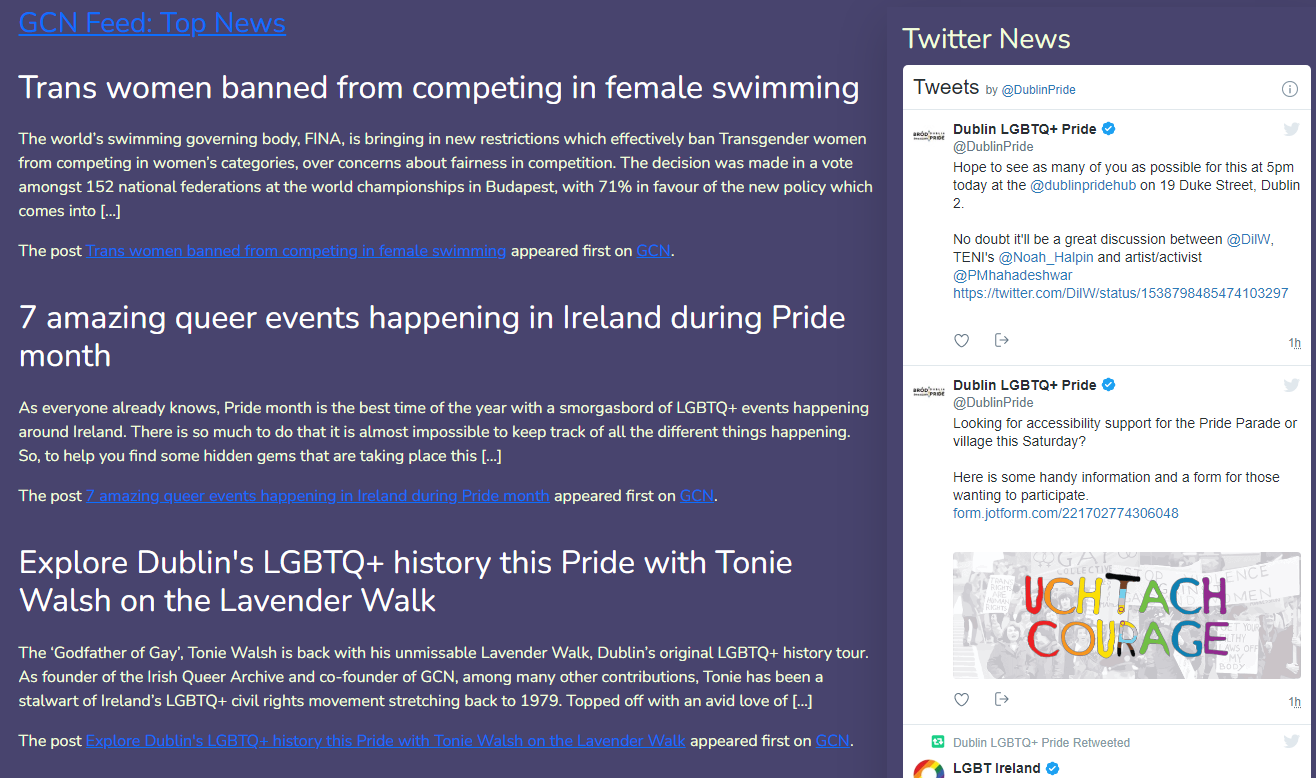 GCN Feed: Top News
Trans women banned from competing in female swimming
The world's swimming governing body, FINA, is bringing in new restrictions which effectively ban Transgender women
from competing in women's categories, over concerns about fairness in competition. The decision was made in a vote
amongst 152 national federations at the world championships in Budapest, with 71% in favour of the new policy which
comes into [...]
The post Trans women banned from competing in female swimming appeared first on GCN.
7 amazing queer events happening in Ireland during Pride
month
As everyone already knows, Pride month is the best time of the year with a smorgasbord of LGBTQ+ events happening
around Ireland. There is so much to do that it is almost impossible to keep track of all the different things happening.
So, to help you find some hidden gems that are taking place this [...]
The post 7 amazing queer events happening in Ireland during Pride month appeared first on GCN.
Explore Dublin's LGBTQ+ history this Pride with Tonie
Walsh on the Lavender Walk
The 'Godfather of Gay', Tonie Walsh is back with his unmissable Lavender Walk, Dublin's original LGBTQ+ history tour.
As founder of the Irish Queer Archive and co-founder of GCN, among many other contributions, Tonie has been a
stalwart of Ireland's LGBTQ+ civil rights movement stretching back to 1979. Topped off with an avid love of [...]
The post Explore Dublin's LGBTQ+ history this Pride with Tonie Walsh on the Lavender Walk appeared first on GCN.
Twitter News
Tweets by @DublinPride
Dublin LGBTQ+ Pride
@DublinPride
Hope to see as many of you as possible for this at 5pm
today at the @dublinpridehub on 19 Duke Street, Dublin
2.
No doubt it'll be a great discussion between @DilW,
TENI's @Noah_Halpin and artist/activist
@PMhahadeshwar
https://twitter.com/DilW/status/1538798485474103297
1h
Dublin LGBTQ+ Pride
@DublinPride
Looking for accessibility support for the Pride Parade or
village this Saturday?
Here is some handy information and a form for those
wanting to participate.
form.jotform.com/221702774306048
UCHTACH
COURAGE
1h
Dublin LGBTQ+ Pride Retweeted
LGBT Ireland